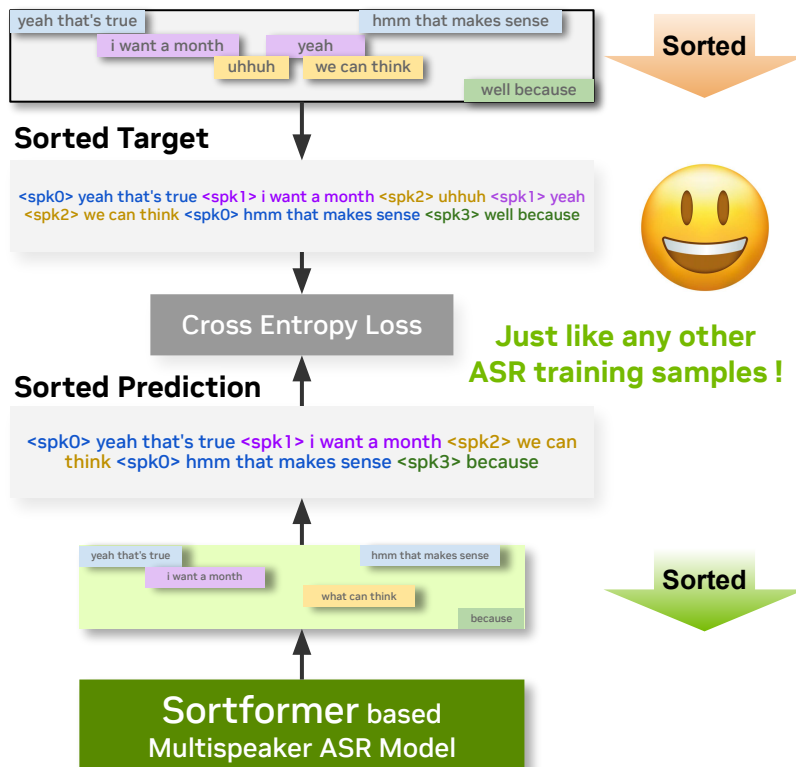 yeah that's true
hmm that makes sense
i want a month
yeah
uhhuh
we can think
well because
Sorted
Sorted Target
<spk0> yeah that's true <spk1> i want a month <spk2> uhhuh <spk1> yeah
<spk2> we can think <spk0> hmm that makes sense <spk3> well because
Cross Entropy Loss
Just like any other
ASR training samples !
Sorted Prediction
<spk0> yeah that's true <spk1> i want a month <spk2> we can
think <spk0> hmm that makes sense <spk3> because
yeah that's true
hmm that makes sense
i want a month
what can think
because
Sorted
Sortformer based
Multispeaker ASR Model